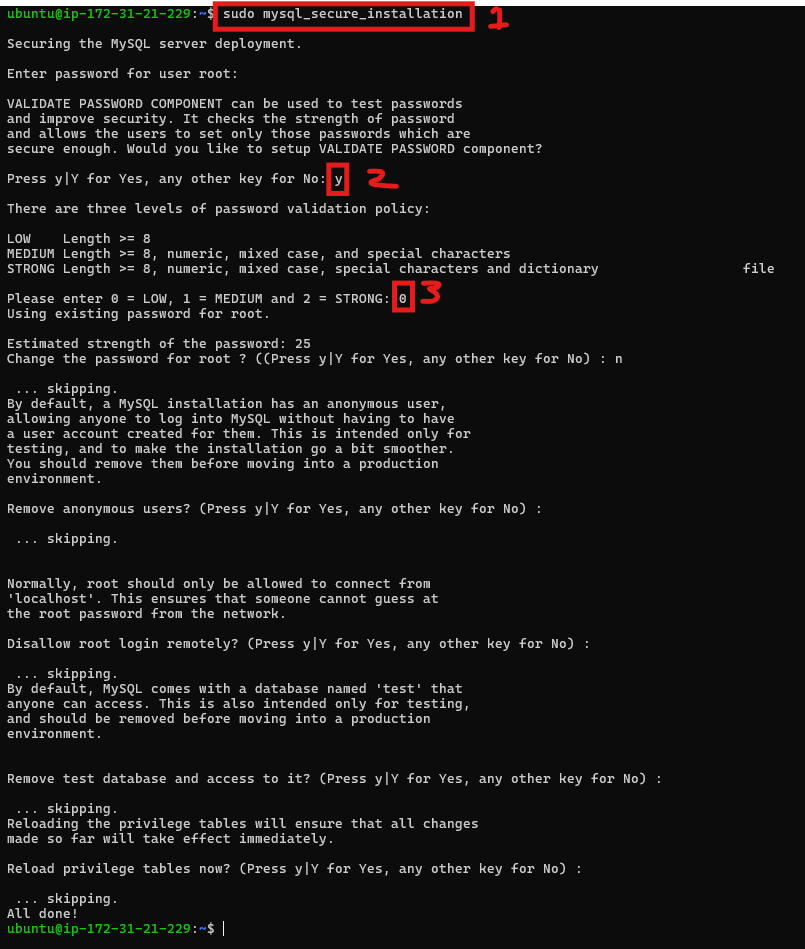 ubuntu@ip-172-31-21-229:~$ sudo mysql_secure_installation 1
Securing the MySQL server deployment.
Enter password for user root:
VALIDATE PASSWORD COMPONENT can be used to test passwords
and improve security. It checks the strength of password
and allows the users to set only those passwords which are
secure enough. Would you like to setup VALIDATE PASSWORD component?
Press y|Y for Yes, any other key for No: y 2
There are three levels of password validation policy:
LOW    Length >= 8
MEDIUM Length >= 8, numeric, mixed case, and special characters
STRONG Length >= 8, numeric, mixed case, special characters and dictionary                  file
Please enter 0 = LOW, 1 = MEDIUM and 2 = STRONG: 0 3
Using existing password for root.
Estimated strength of the password: 25
Change the password for root ? ((Press y|Y for Yes, any other key for No) : n
 ... skipping.
By default, a MySQL installation has an anonymous user,
allowing anyone to log into MySQL without having to have
a user account created for them. This is intended only for
testing, and to make the installation go a bit smoother.
You should remove them before moving into a production
environment.
Remove anonymous users? (Press y|Y for Yes, any other key for No) :
 ... skipping.
Normally, root should only be allowed to connect from
'localhost'. This ensures that someone cannot guess at
the root password from the network.
Disallow root login remotely? (Press y|Y for Yes, any other key for No) :
 ... skipping.
By default, MySQL comes with a database named 'test' that
anyone can access. This is also intended only for testing,
and should be removed before moving into a production
environment.
Remove test database and access to it? (Press y|Y for Yes, any other key for No) :
 ... skipping.
Reloading the privilege tables will ensure that all changes
made so far will take effect immediately.
Reload privilege tables now? (Press y|Y for Yes, any other key for No) :
 ... skipping.
All done!
ubuntu@ip-172-31-21-229:~$